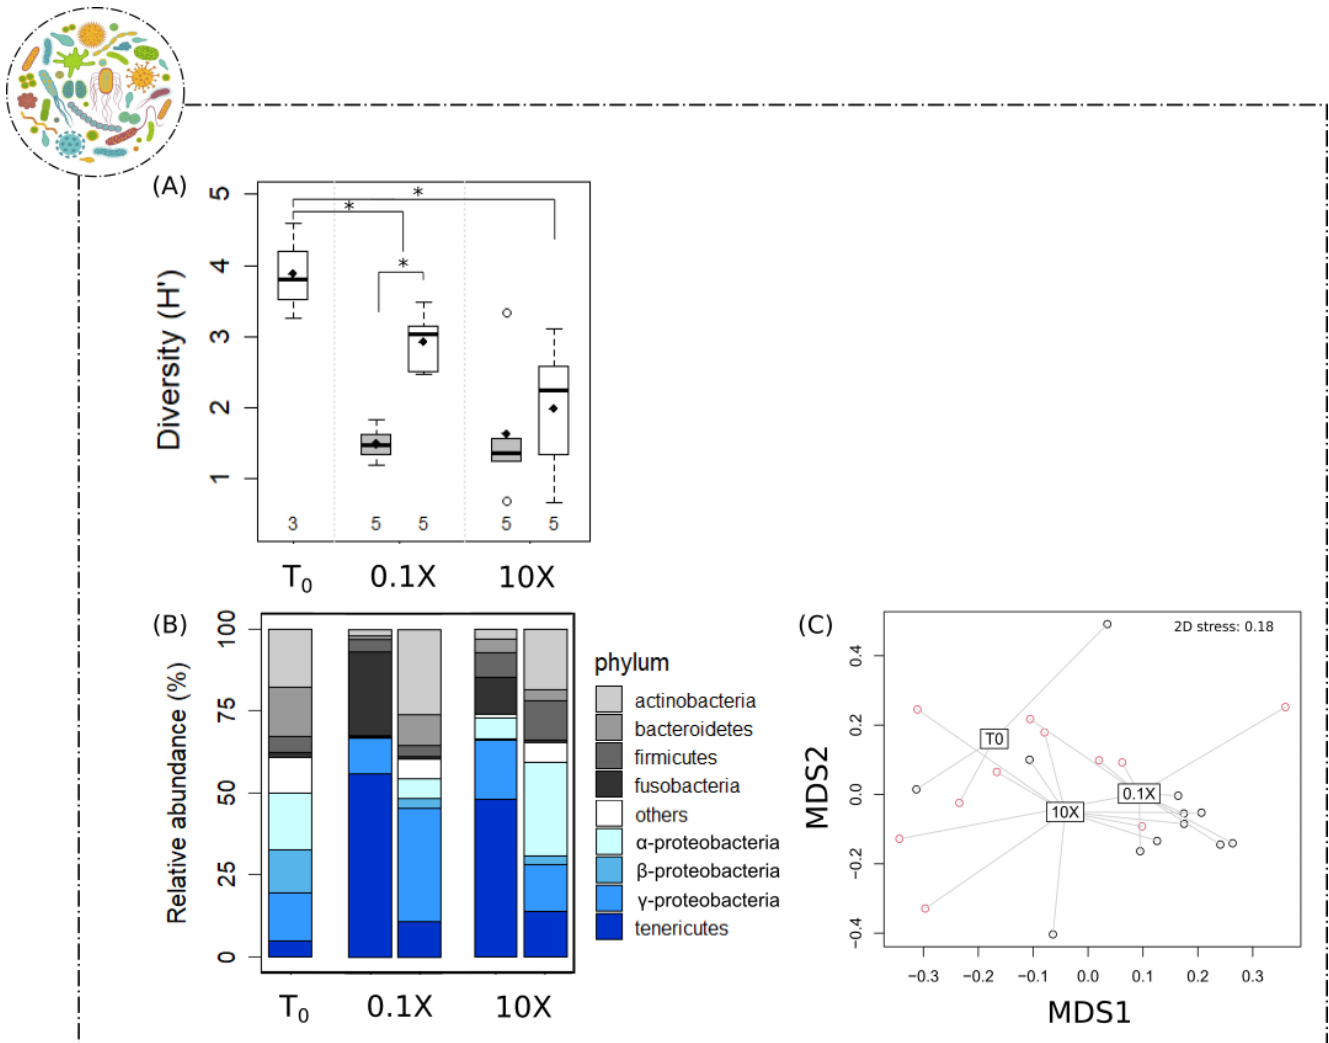 (A)
Diversity (H')
5
4
3
2
1
*
*
*
3
5
5
5
5
T0
0.1X
10X
(B)
Relative abundance (%)
100
75
50
25
0
T0
0.1X
10X
phylum
actinobacteria
bacteroidetes
firmicutes
fusobacteria
others
α-proteobacteria
β-proteobacteria
γ-proteobacteria
tenericutes
(C)
2D stress: 0.18
MDS2
0.4
0.2
0.0
−0.2
−0.4
T0
0.1X
10X
−0.3
−0.2
−0.1
0.0
0.1
0.2
0.3
MDS1